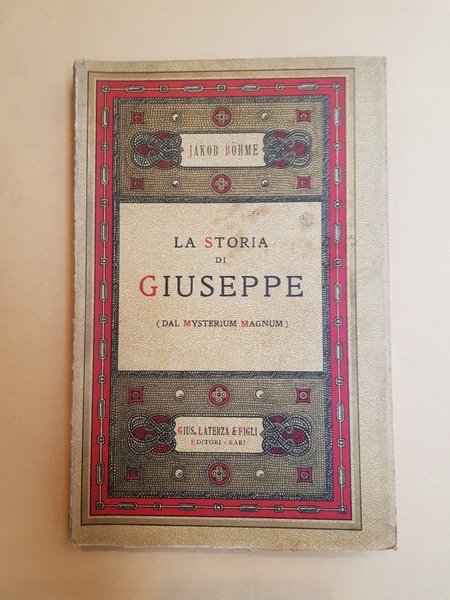 JAKOB BÖHME
LA STORIA
DI
GIUSEPPE
(DAL MYSTERIUM MAGNUM)
GIUS. LATERZA & FIGLI
EDITORI - BARI